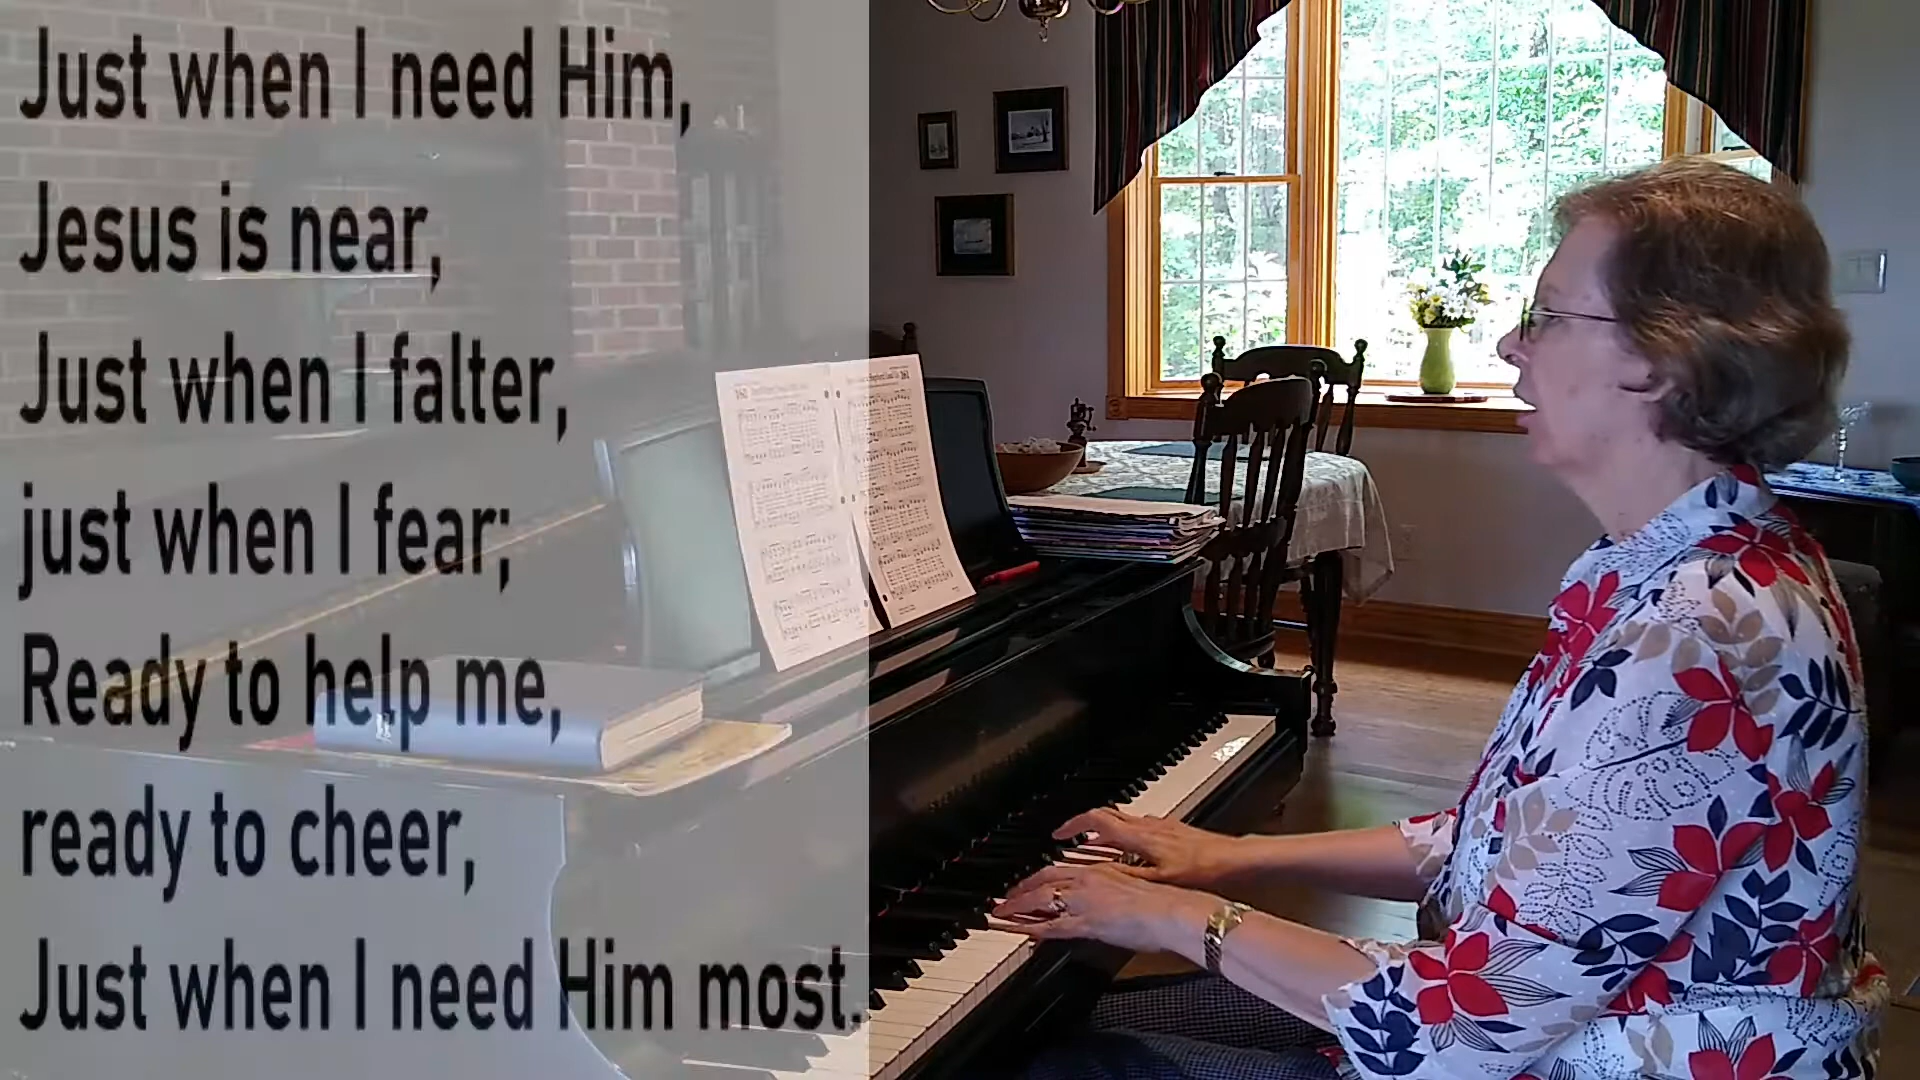 Just when I need Him,
Jesus is near,
Just when I falter,
just when I fear;
Ready to help me,
ready to cheer,
Just when I need Him most.